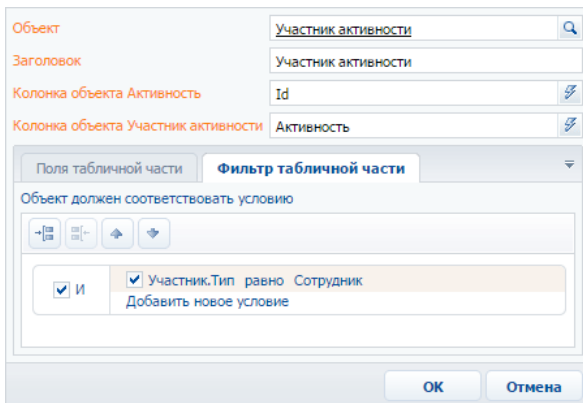 Объект Участник активности
Заголовок Участник активности
Колонка объекта Активность Id
Колонка объекта Участник активности Активность
Поля табличной части Фильтр табличной части
Объект должен соответствовать условию
И Участник.Тип равно Сотрудник
Добавить новое условие
ОК Отмена